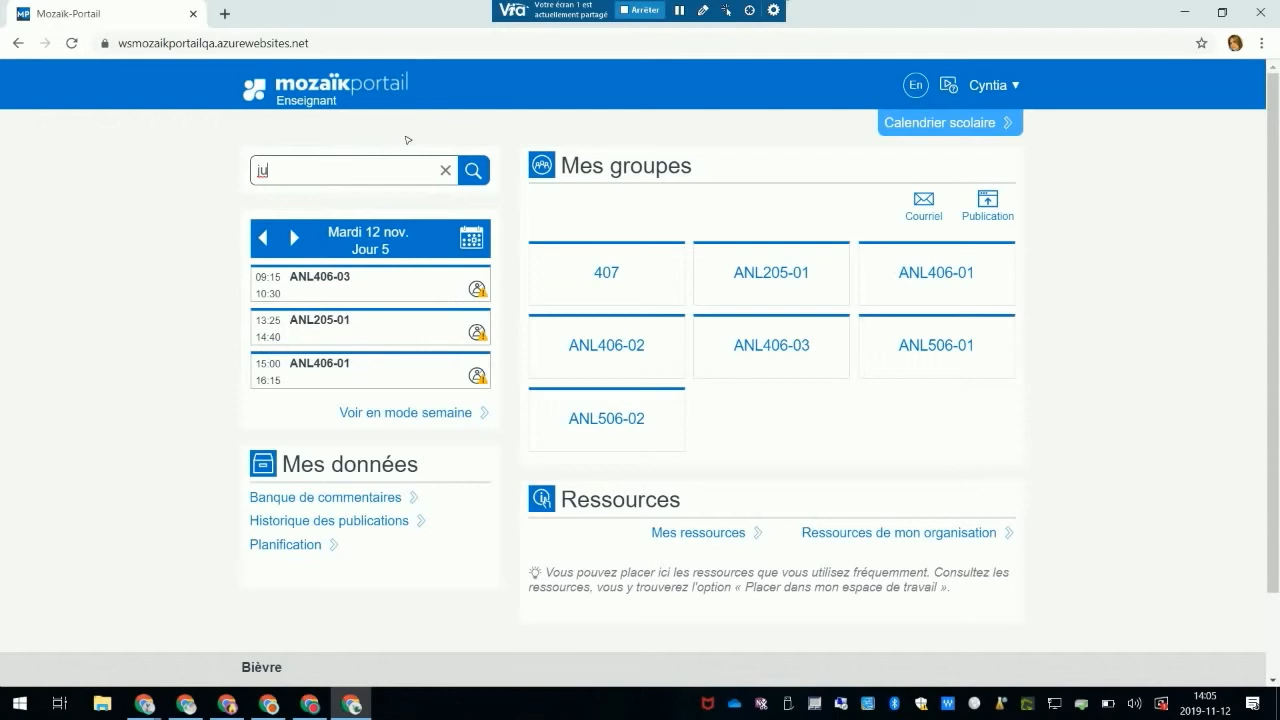 Mozaïk-Portail
Vía
Votre écran 1 est
actuellement partagé
Arrêter
wsmozaikportailqa.azurewebsites.net
mozaïkportail
Enseignant
En
Cyntia ▼
Calendrier scolaire
ju
Mardi 12 nov.
Jour 5
09:15 ANL406-03
10:30
13:25 ANL205-01
14:40
15:00 ANL406-01
16:15
Voir en mode semaine
Mes données
Banque de commentaires
Historique des publications
Planification
Mes groupes
Courriel Publication
407 ANL205-01 ANL406-01
ANL406-02 ANL406-03 ANL506-01
ANL506-02
Ressources
Mes ressources Ressources de mon organisation
Vous pouvez placer ici les ressources que vous utilisez fréquemment. Consultez les
ressources, vous y trouverez l'option « Placer dans mon espace de travail ».
Bièvre
14:05
2019-11-12